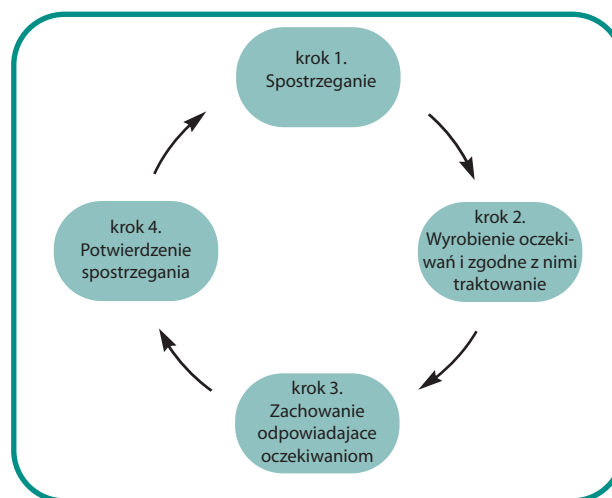 krok 1.
Spostrzeganie
krok 2.
Wyrobienie oczeki-
wań i zgodne z nimi
traktowanie
krok 3.
Zachowanie
odpowiadajace
oczekiwaniom
krok 4.
Potwierdzenie
spostrzegania